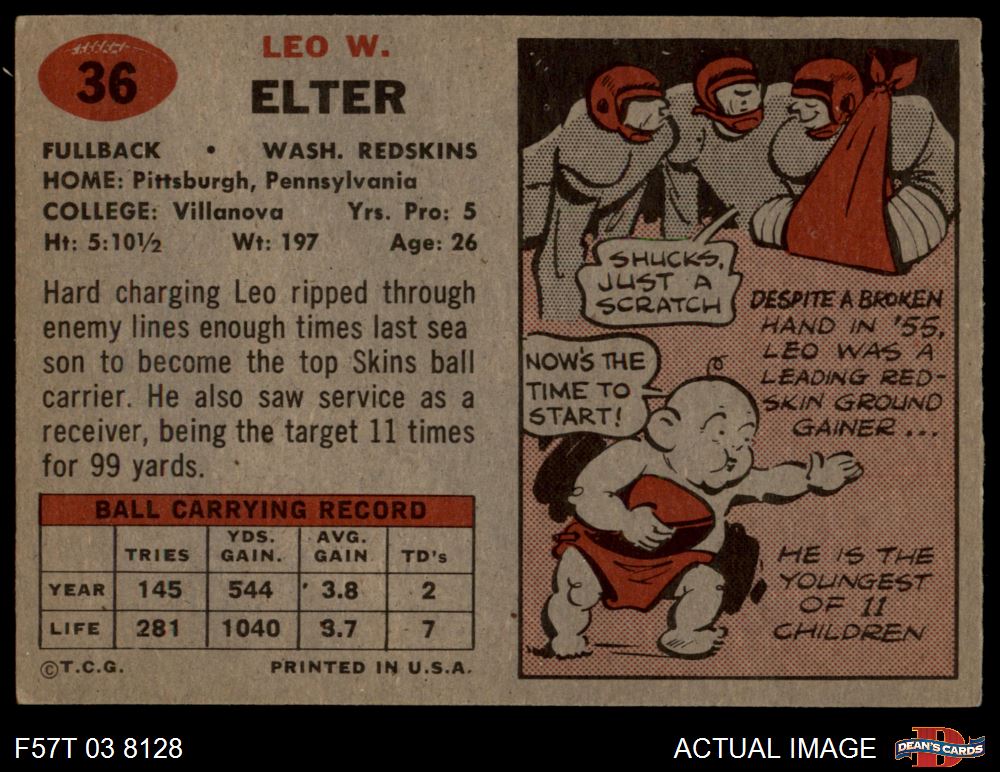 36
LEO W.
ELTER
FULLBACK • WASH. REDSKINS
HOME: Pittsburgh, Pennsylvania
COLLEGE: Villanova Yrs. Pro: 5
Ht: 5:10½ Wt: 197 Age: 26
Hard charging Leo ripped through
enemy lines enough times last sea
son to become the top Skins ball
carrier. He also saw service as a
receiver, being the target 11 times
for 99 yards.
BALL CARRYING RECORD
TRIES YDS. GAIN. AVG. GAIN TD's
YEAR 145 544 3.8 2
LIFE 281 1040 3.7 7
©T.C.G. PRINTED IN U.S.A.
SHUCKS,
JUST A
SCRATCH
DESPITE A BROKEN
HAND IN '55,
LEO WAS A
LEADING RED-
SKIN GROUND
GAINER...
NOW'S THE
TIME TO
START!
HE IS THE
YOUNGEST
OF 11
CHILDREN
F57T 03 8128
ACTUAL IMAGE
D
DEAN'S CARDS